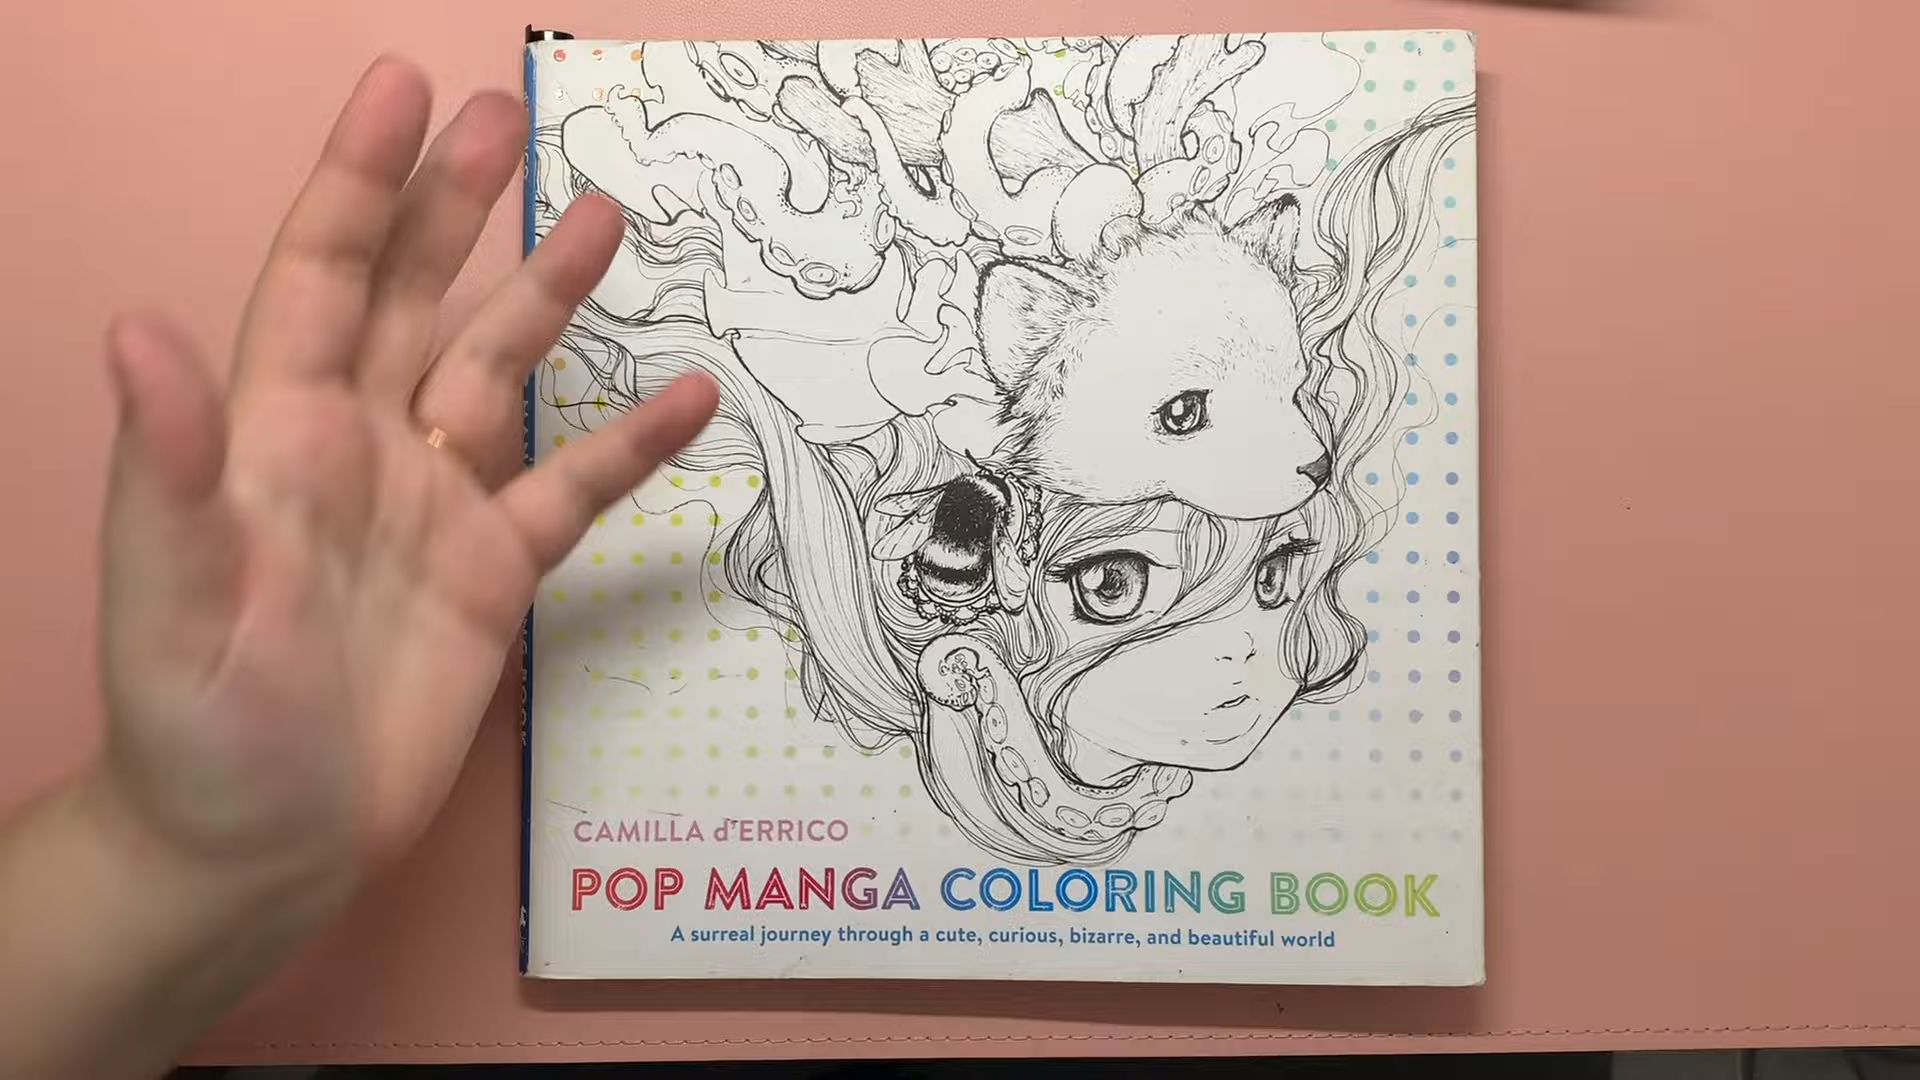 CAMILLA d'ERRICO
POP MANGA COLORING BOOK
A surreal journey through a cute, curious, bizarre, and beautiful world